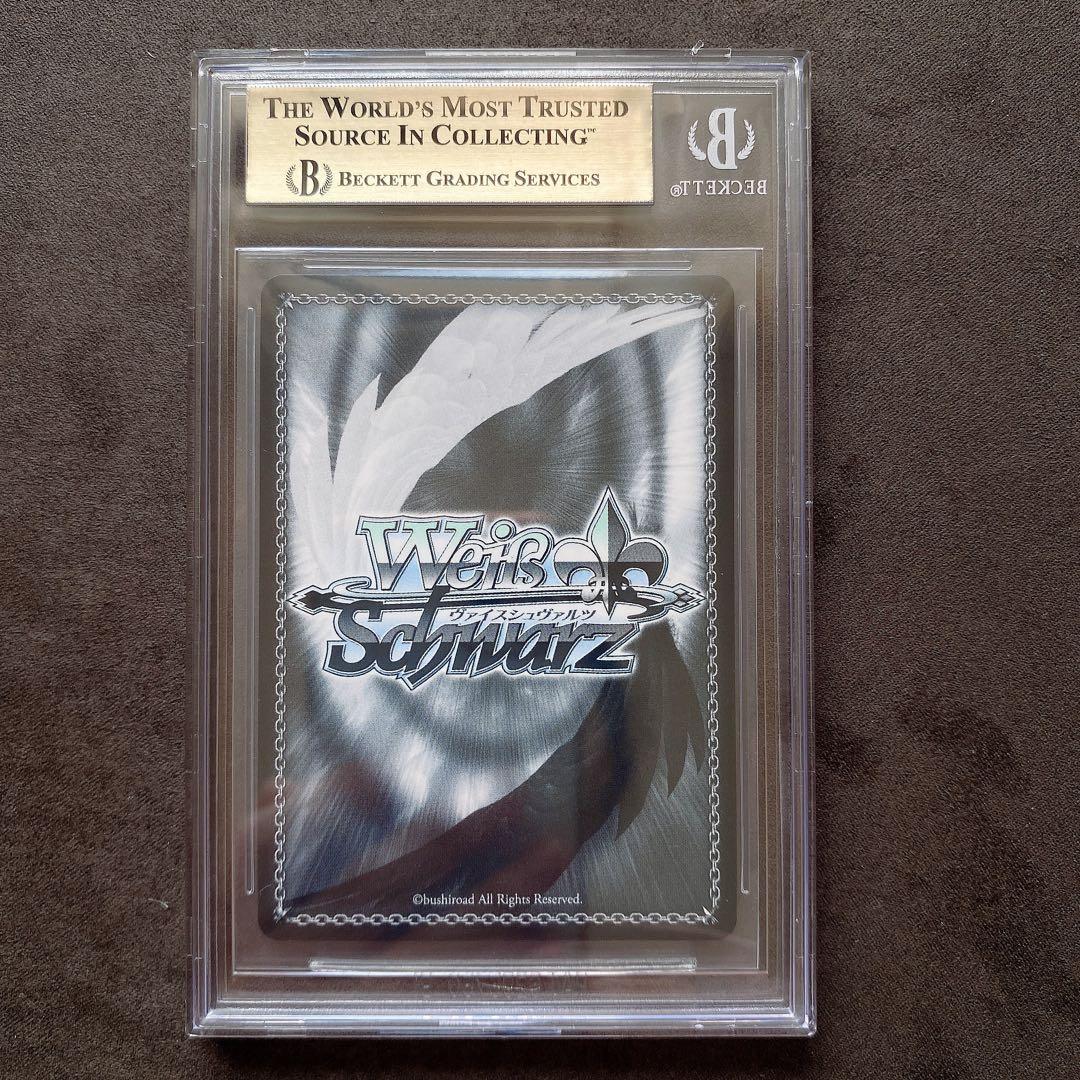 THE WORLD'S MOST TRUSTED
SOURCE IN COLLECTING™
B BECKETT GRADING SERVICES
B
BECKETT®
Weiß
ヴァイスシュヴァルツ
Schwarz
©bushiroad All Rights Reserved.